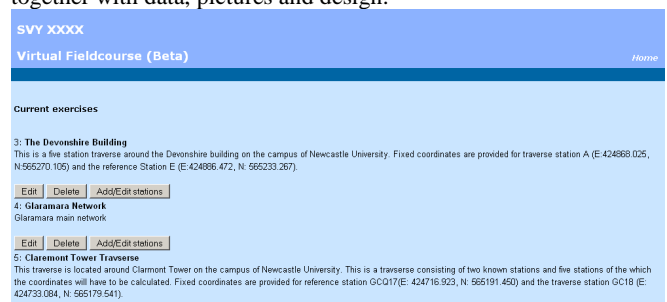 together with data, pictures and design.
SVY XXXX
Virtual Fieldcourse (Beta)
Home
Current exercises
3: The Devonshire Building
This is a five station traverse around the Devonshire building on the campus of Newcastle University. Fixed coordinates are provided for traverse station A (E:424868.025,
N:565270.105) and the reference Station E (E:424886.472, N: 565233.267).
Edit Delete Add/Edit stations
4: Glaramara Network
Glaramara main network
Edit Delete Add/Edit stations
5: Claremont Tower Travserse
This traverse is located around Clarmont Tower on the campus of Newcastle University. This is a travserse consisting of two known stations and five stations of the which
the coordinates will have to be calculated. Fixed coordinates are provided for reference station GCQ17(E: 424716.923, N: 565191.450) and the traverse station GC18 (E:
424733.084, N: 565179.541).